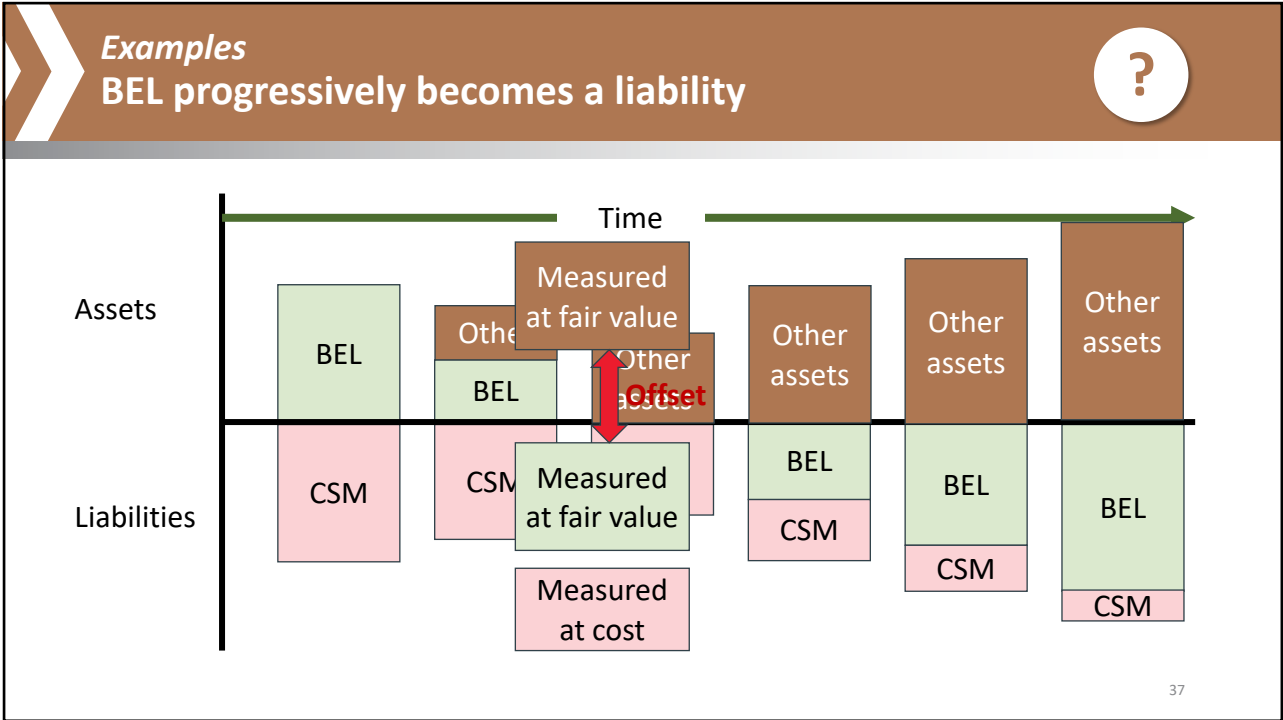 Examples
BEL progressively becomes a liability
?
Time
Assets
Liabilities
BEL
CSM
Othe
BEL
CSM
Measured
at fair value
Other
assets
Offset
Measured
at fair value
Measured
at cost
Other
assets
BEL
CSM
Other
assets
BEL
CSM
Other
assets
BEL
CSM
37